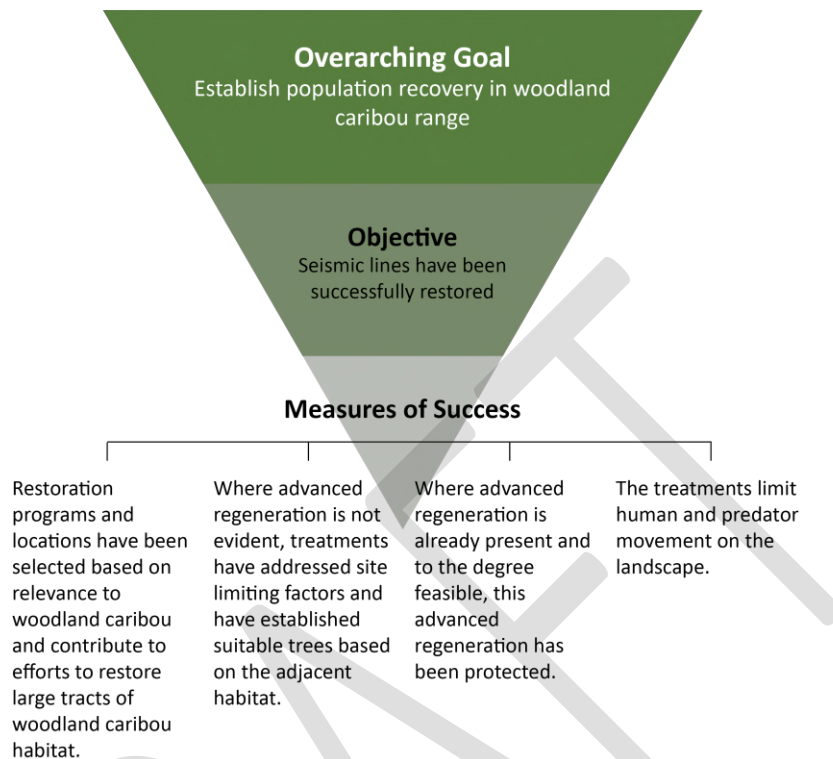 Overarching Goal
Establish population recovery in woodland
caribou range
Objective
Seismic lines have been
successfully restored
Measures of Success
Restoration
programs and
locations have been
selected based on
relevance to
woodland caribou
and contribute to
efforts to restore
large tracts of
woodland caribou
habitat.
Where advanced
regeneration is not
evident, treatments
have addressed site
limiting factors and
have established
suitable trees based
on the adjacent
habitat.
Where advanced
regeneration is
already present and
to the degree
feasible, this
advanced
regeneration has
been protected.
The treatments limit
human and predator
movement on the
landscape.